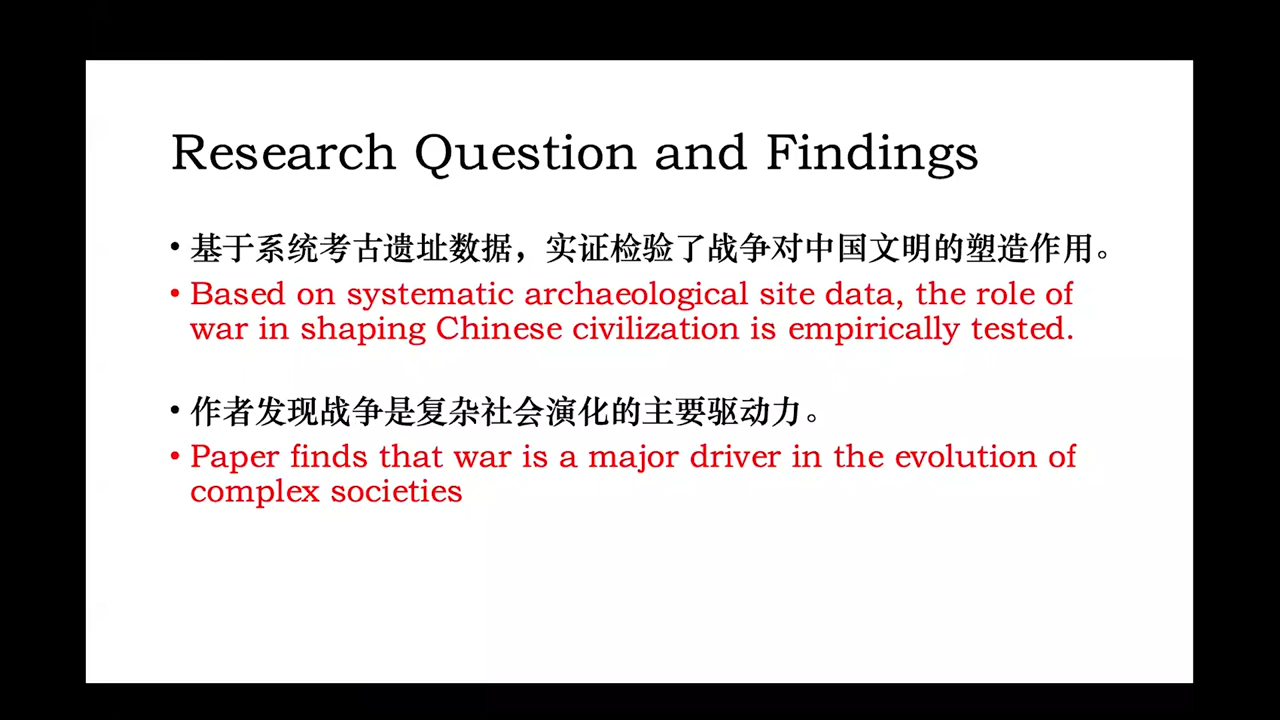 Research Question and Findings
• 基于系统考古遗址数据，实证检验了战争对中国文明的塑造作用。
• Based on systematic archaeological site data, the role of
war in shaping Chinese civilization is empirically tested.
• 作者发现战争是复杂社会演化的主要驱动力。
• Paper finds that war is a major driver in the evolution of
complex societies